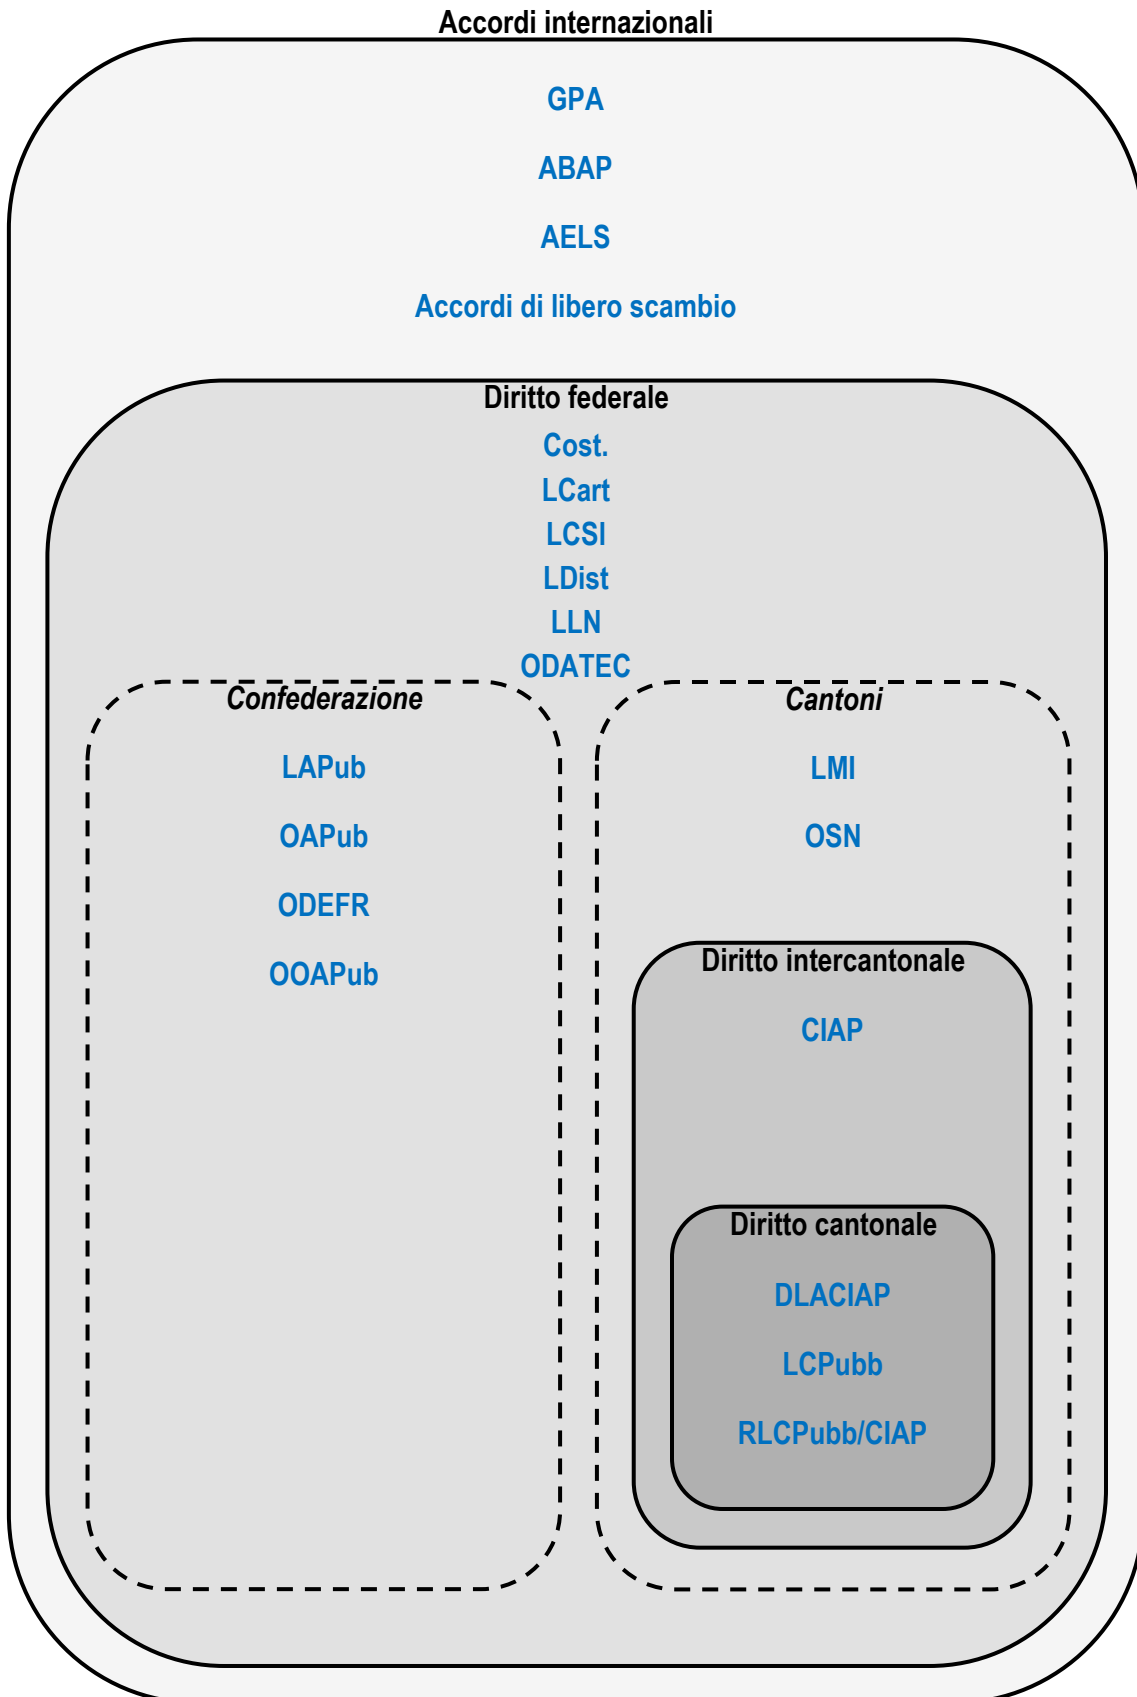 Accordi internazionali
GPA
ABAP
AELS
Accordi di libero scambio
Diritto federale
Cost.
LCart
LCSl
LDist
LLN
ODATEC
Confederazione
LAPub
OAPub
ODEFR
OOAPub
Cantoni
LMI
OSN
Diritto intercantonale
CIAP
Diritto cantonale
DLACIAP
LCPubb
RLCPubb/CIAP